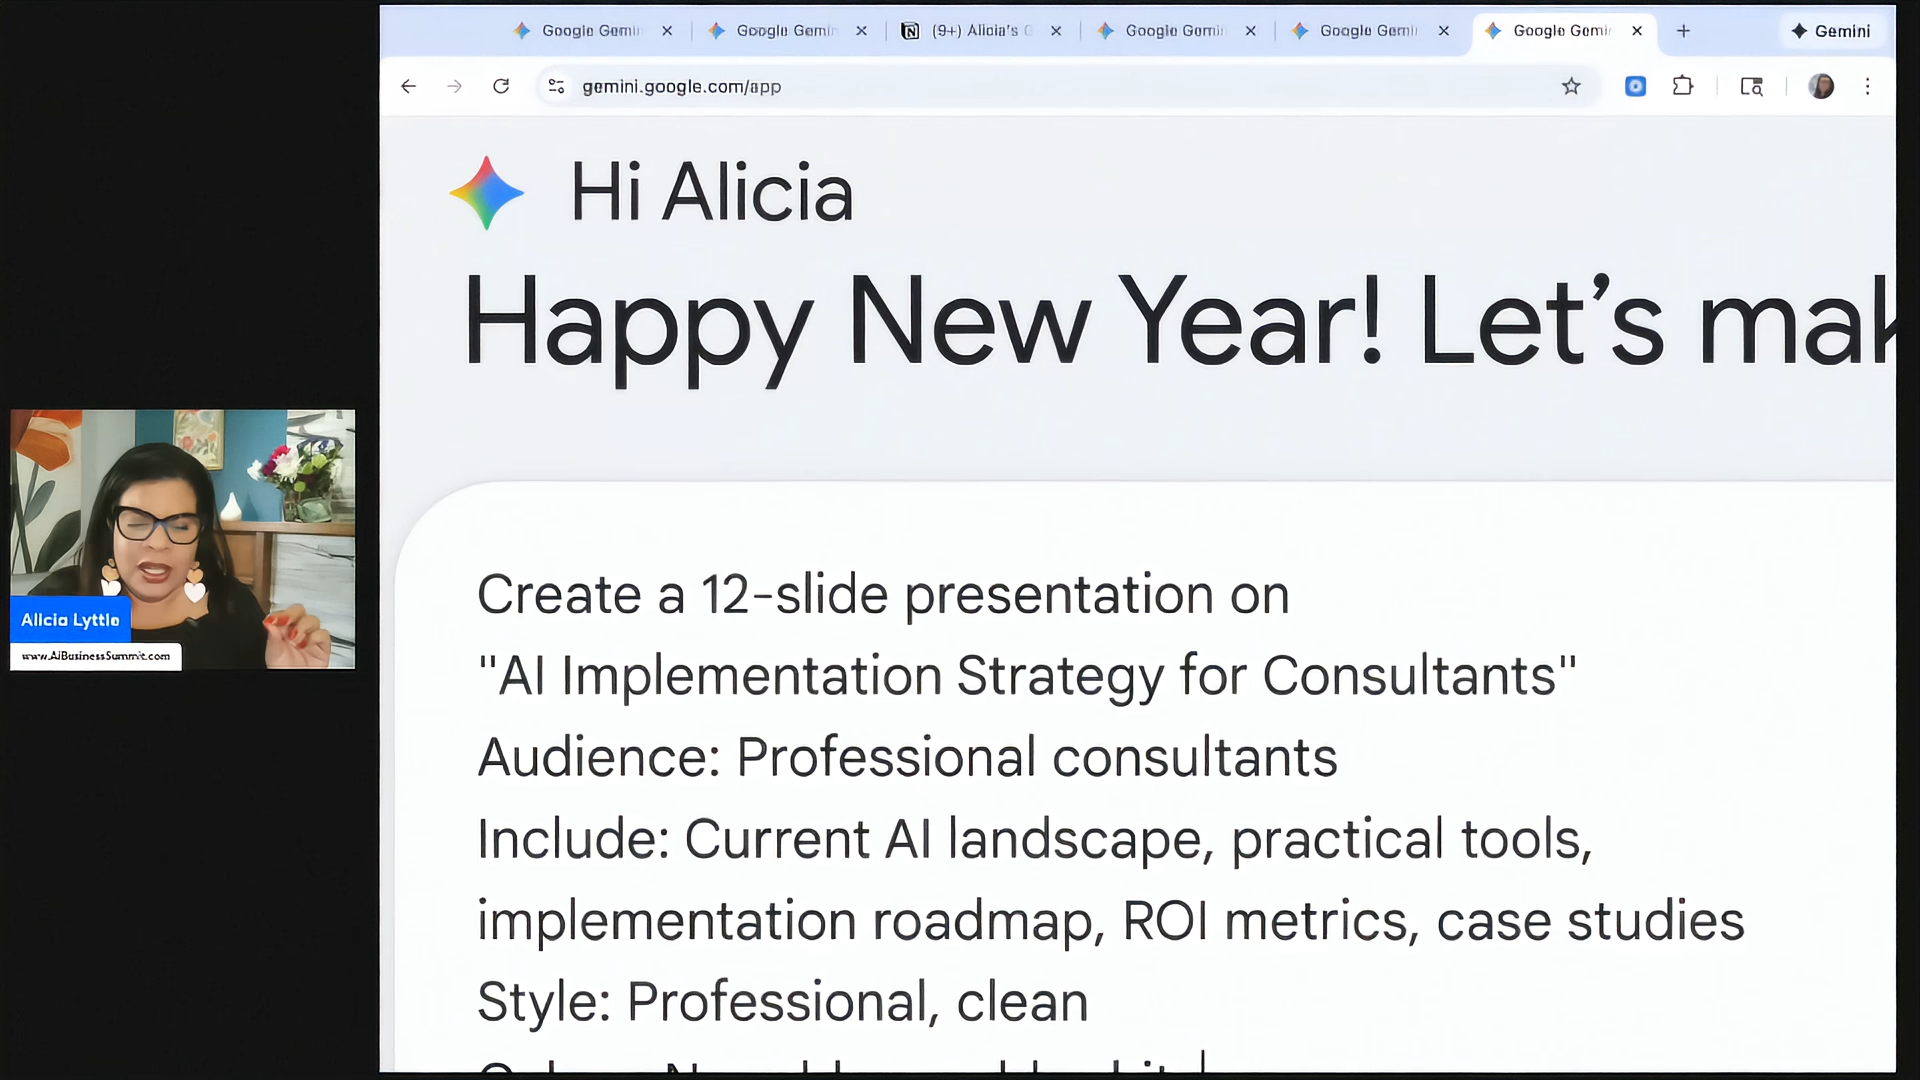 Google Gemi
Google Gemi
(9+) Alicia's G
Google Gemi
Google Gemi
Google Gemi
Gemini
gemini.google.com/app
Hi Alicia
Happy New Year! Let's mak
Create a 12-slide presentation on
"AI Implementation Strategy for Consultants"
Audience: Professional consultants
Include: Current AI landscape, practical tools,
implementation roadmap, ROI metrics, case studies
Style: Professional, clean
Alicia Lyttle
www.AiBusinessSummit.com